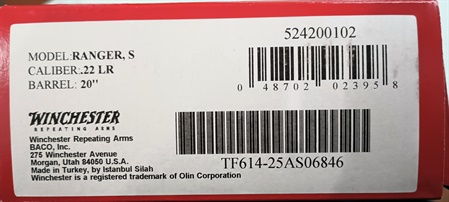 524200102
MODEL:RANGER, S
CALIBER:.22 LR
BARREL: 20"
0 48702 02395 8
WINCHESTER
REPEATING ARMS
Winchester Repeating Arms
BACO, Inc.
275 Winchester Avenue
Morgan, Utah 84050 U.S.A.
Made in Turkey, by Istanbul Silah
Winchester is a registered trademark of Olin Corporation
TF614-25AS06846